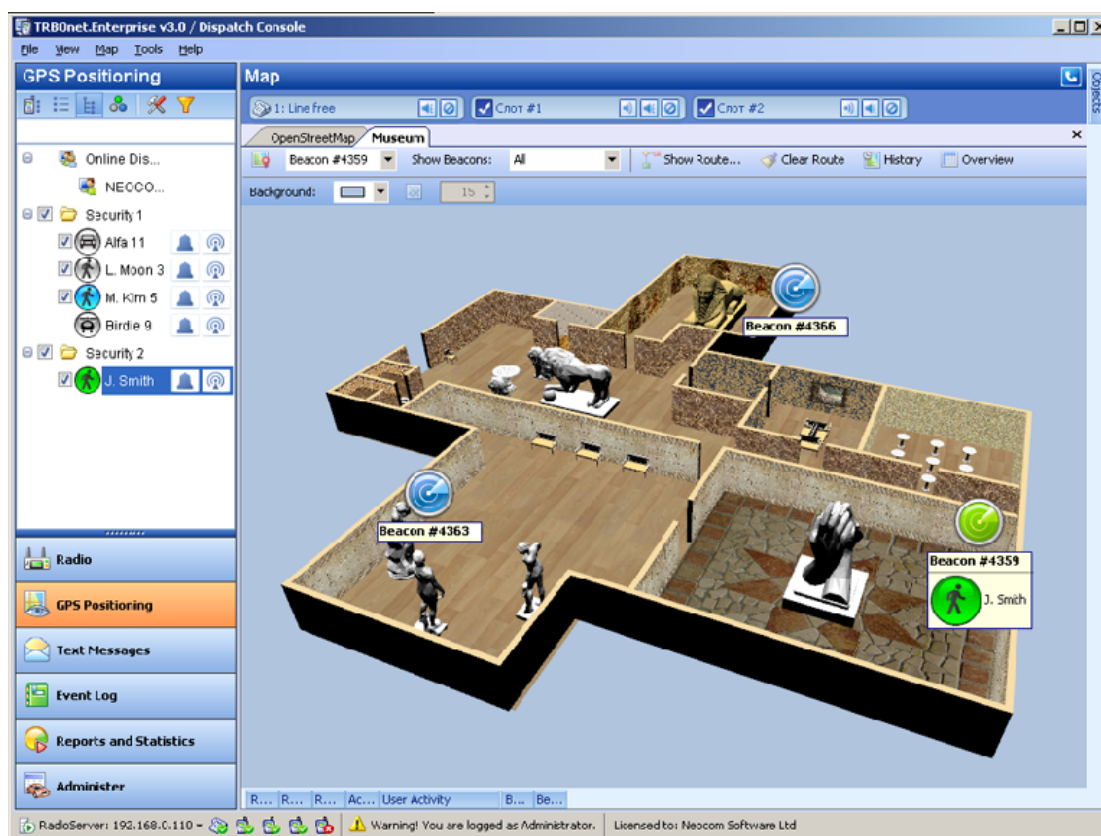 TRBOnet.Enterprise v3.0 / Dispatch Console
File View Map Tools Help
GPS Positioning
Map
Objects
1: Line free
Слот #1
Слот #2
OpenStreetMap
Museum
Beacon #4359
Show Beacons:
All
Show Route...
Clear Route
History
Overview
Background:
15
Online Dis...
NEOCO...
Security 1
Alfa 11
L. Moon 3
M. Kim 5
Birdie 9
Security 2
J. Smith
Beacon #4366
Beacon #4363
Beacon #4359
J. Smith
Radio
GPS Positioning
Text Messages
Event Log
Reports and Statistics
Administer
R... R... R... Ac... User Activity B... Be...
RadioServer: 192.168.0.110 -
Warning! You are logged as Administrator.
Licensed to: Neocom Software Ltd